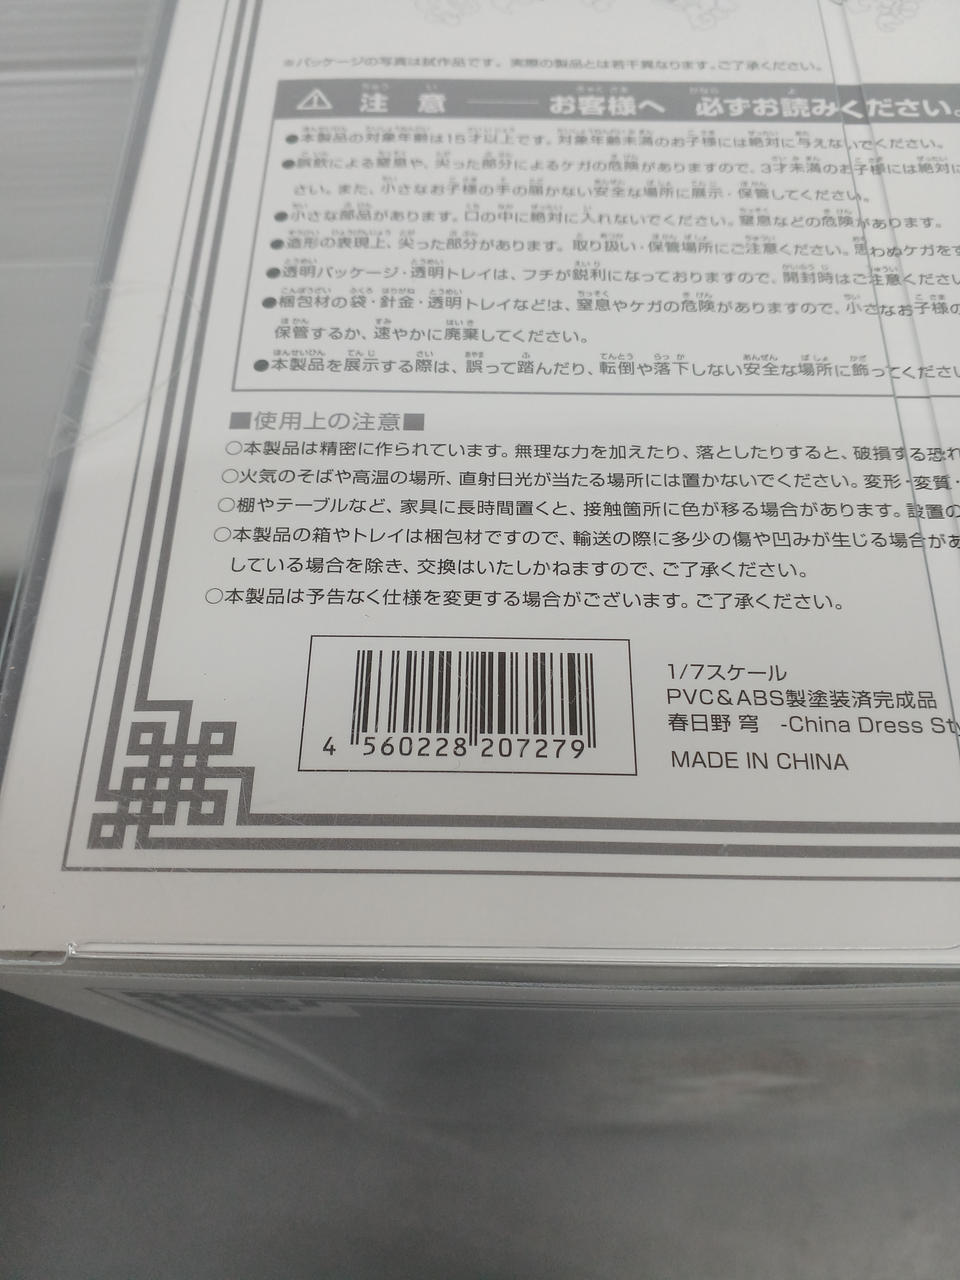 ※パッケージの写真は試作品です。実際の製品とは若干異なります。ご了承ください。
注意 お客様へ 必ずお読みください。
●本製品の対象年齢は15才以上です。対象年齢未満のお子様には絶対に与えないでください。
●誤飲による窒息や、尖った部分によるケガの危険がありますので、3才未満のお子様には絶対に
さい。また、小さなお子様の手の届かない安全な場所に展示・保管してください。
●小さな部品があります。口の中に絶対に入れないでください。窒息などの危険があります。
●造形の表現上、尖った部分があります。取り扱い・保管場所にご注意ください。思わぬケガをす
●透明パッケージ・透明トレイは、フチが鋭利になっておりますので、開封時はご注意ください
●梱包材の袋・針金・透明トレイなどは、窒息やケガの危険がありますので、小さなお子様の
保管するか、速やかに廃棄してください。
●本製品を展示する際は、誤って踏んだり、転倒や落下しない安全な場所に飾ってくださ
■使用上の注意■
○本製品は精密に作られています。無理な力を加えたり、落としたりすると、破損する恐れ
○火気のそばや高温の場所、直射日光が当たる場所には置かないでください。変形・変質・
○棚やテーブルなど、家具に長時間置くと、接触箇所に色が移る場合があります。設置の
○本製品の箱やトレイは梱包材ですので、輸送の際に多少の傷や凹みが生じる場合があ
している場合を除き、交換はいたしかねますので、ご了承ください。
○本製品は予告なく仕様を変更する場合がございます。ご了承ください。
4 560228 207279
1/7スケール
PVC&ABS製塗装済完成品
春日野 穹 -China Dress Sty
MADE IN CHINA